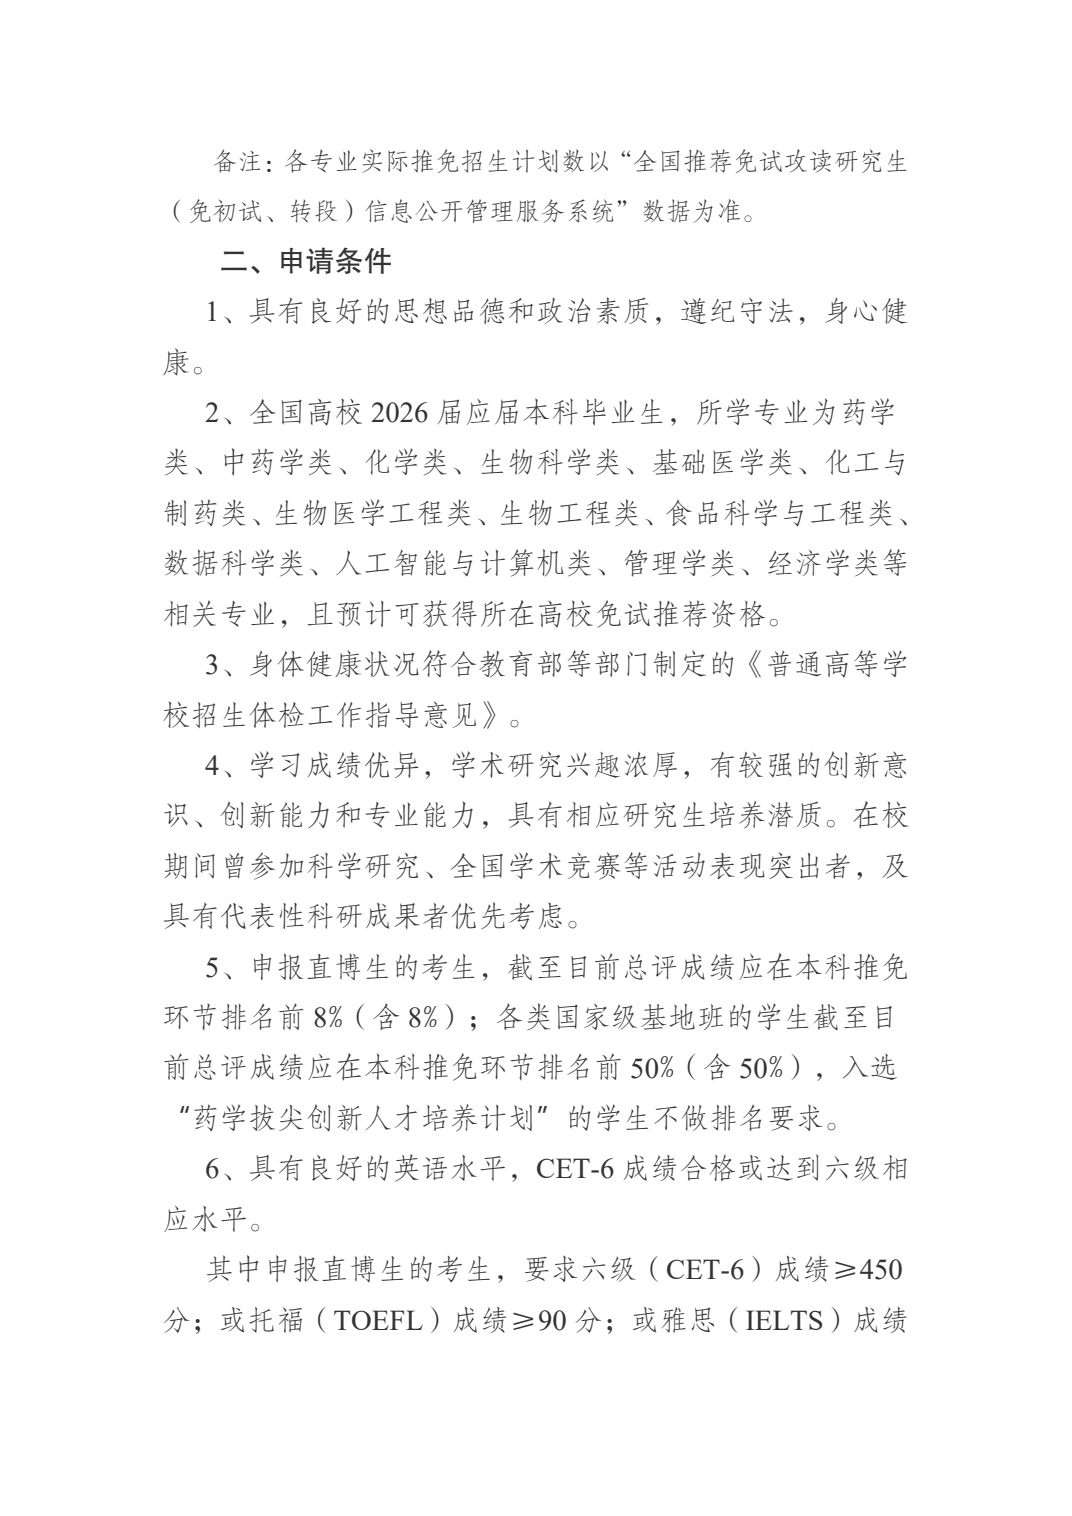 备注：各专业实际推免招生计划数以“全国推荐免试攻读研究生
（免初试、转段）信息公开管理服务系统”数据为准。
二、申请条件
1、具有良好的思想品德和政治素质，遵纪守法，身心健
康。
2、全国高校 2026 届应届本科毕业生，所学专业为药学
类、中药学类、化学类、生物科学类、基础医学类、化工与
制药类、生物医学工程类、生物工程类、食品科学与工程类、
数据科学类、人工智能与计算机类、管理学类、经济学类等
相关专业，且预计可获得所在高校免试推荐资格。
3、身体健康状况符合教育部等部门制定的《普通高等学
校招生体检工作指导意见》。
4、学习成绩优异，学术研究兴趣浓厚，有较强的创新意
识、创新能力和专业能力，具有相应研究生培养潜质。在校
期间曾参加科学研究、全国学术竞赛等活动表现突出者，及
具有代表性科研成果者优先考虑。
5、申报直博生的考生，截至目前总评成绩应在本科推免
环节排名前 8%（含 8%）；各类国家级基地班的学生截至目
前总评成绩应在本科推免环节排名前 50%（含 50%），入选
“药学拔尖创新人才培养计划”的学生不做排名要求。
6、具有良好的英语水平，CET-6 成绩合格或达到六级相
应水平。
其中申报直博生的考生，要求六级（CET-6）成绩≥450
分；或托福（TOEFL）成绩≥90 分；或雅思（IELTS）成绩